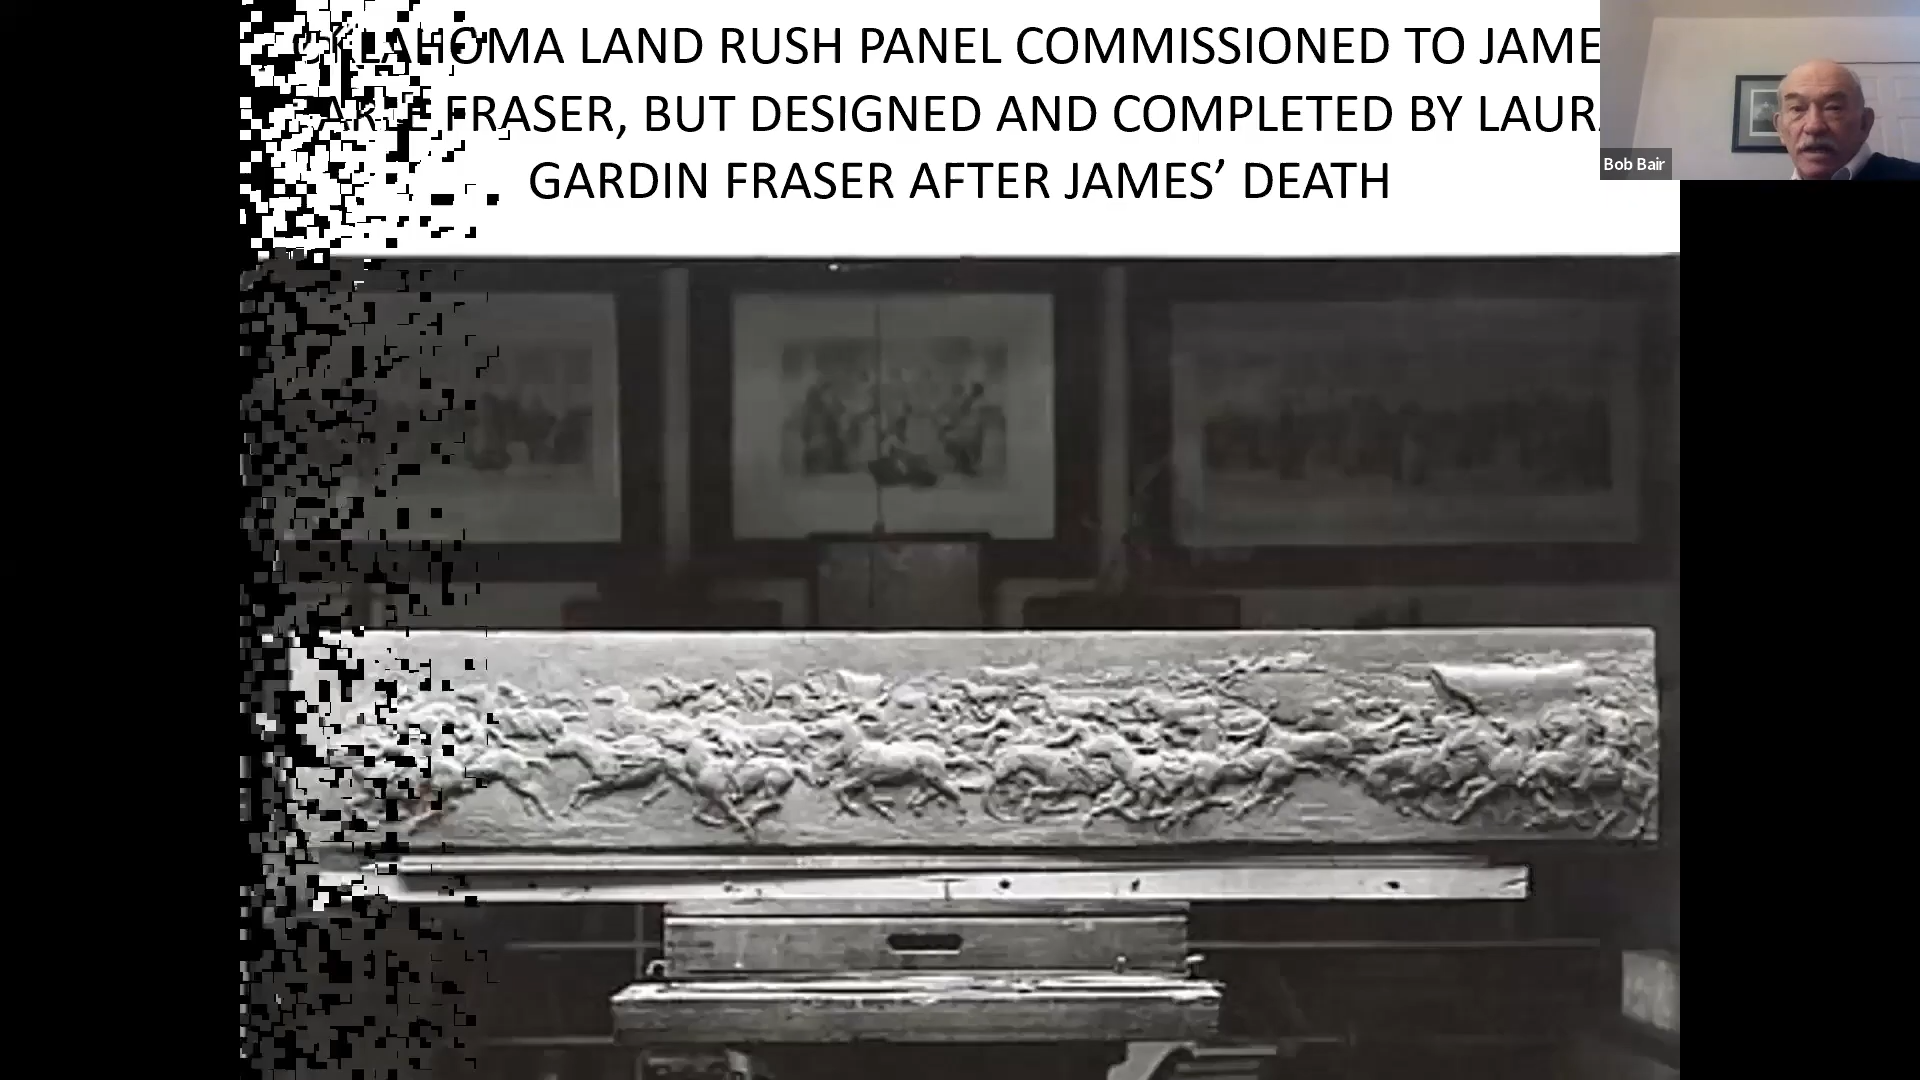 OKLAHOMA LAND RUSH PANEL COMMISSIONED TO JAME
FRASER, BUT DESIGNED AND COMPLETED BY LAUR
GARDIN FRASER AFTER JAMES’ DEATH
Bob Bair